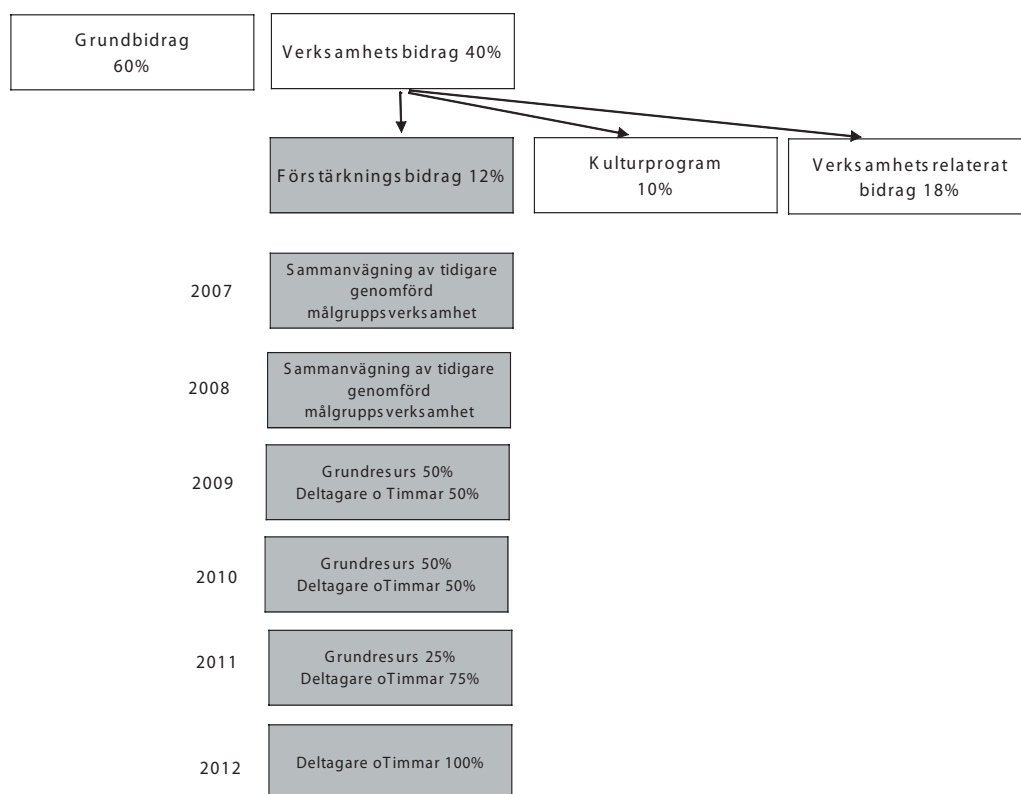 Grundbidrag
60%
Verksamhetsbidrag 40%
Förstärkningsbidrag 12%
Kulturprogram
10%
Verksamhetsrelaterat
bidrag 18%
2007
Sammanvägning av tidigare
genomförd
målgruppsverksamhet
2008
Sammanvägning av tidigare
genomförd
målgruppsverksamhet
2009
Grundresurs 50%
Deltagare o Timmar 50%
2010
Grundresurs 50%
Deltagare oTimmar 50%
2011
Grundresurs 25%
Deltagare oTimmar 75%
2012
Deltagare oTimmar 100%